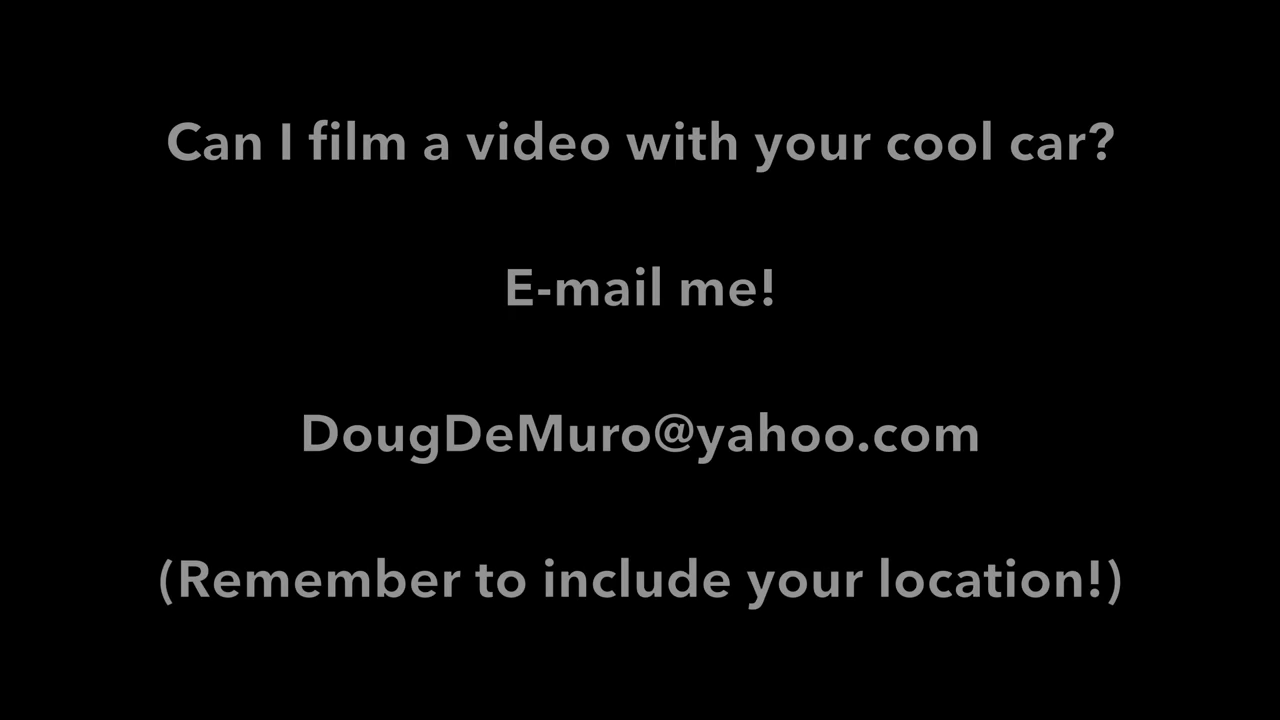 Can I film a video with your cool car?
E-mail me!
DougDeMuro@yahoo.com
(Remember to include your location!)